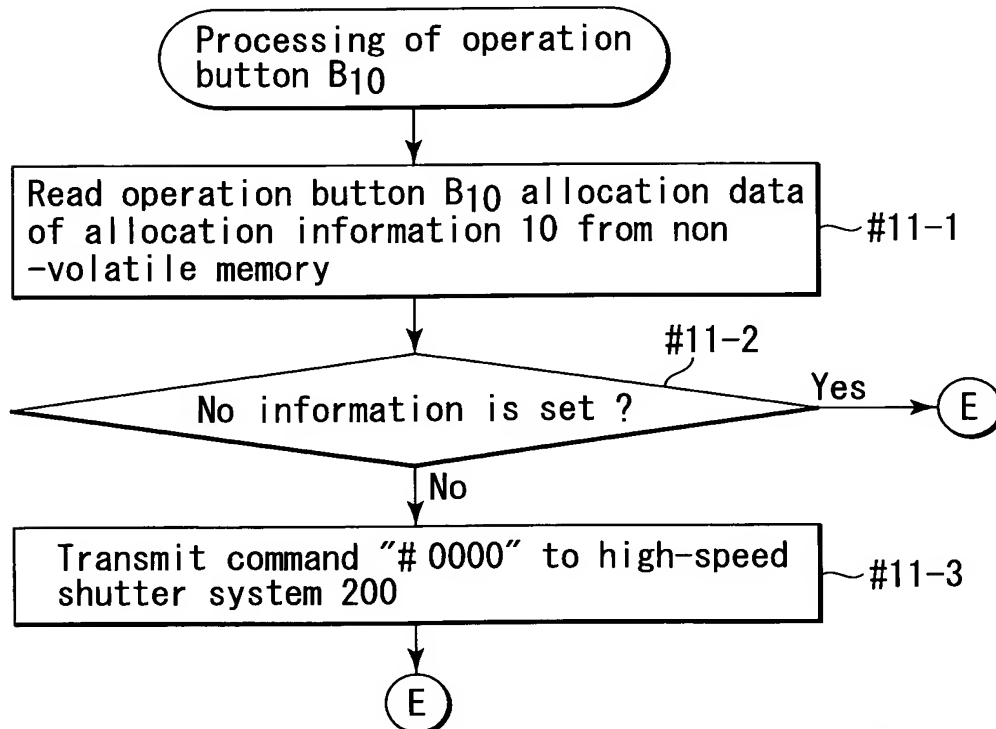 Processing of operation
button B10
Read operation button B10 allocation data
of allocation information 10 from non
-volatile memory
#11-1
#11-2
No information is set ?
Yes
E
No
Transmit command "# 0000" to high-speed
shutter system 200
#11-3
E